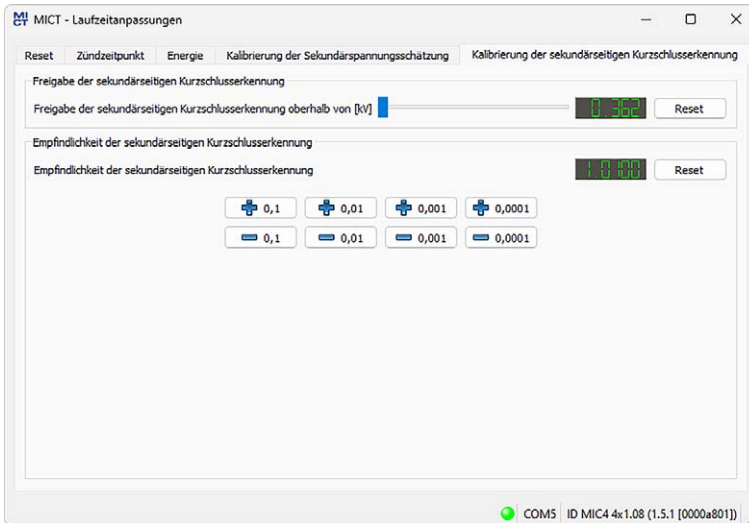 MICT - Laufzeitanpassungen
Reset Zündzeitpunkt Energie Kalibrierung der Sekundärspannungsschätzung Kalibrierung der sekundärseitigen Kurzschlusserkennung
Freigabe der sekundärseitigen Kurzschlusserkennung
Freigabe der sekundärseitigen Kurzschlusserkennung oberhalb von [kV] 0.362 Reset
Empfindlichkeit der sekundärseitigen Kurzschlusserkennung
Empfindlichkeit der sekundärseitigen Kurzschlusserkennung 1.0100 Reset
0,1 0,01 0,001 0,0001
0,1 0,01 0,001 0,0001
COM5 ID MIC4 4x1.08 (1.5.1 [0000a801])